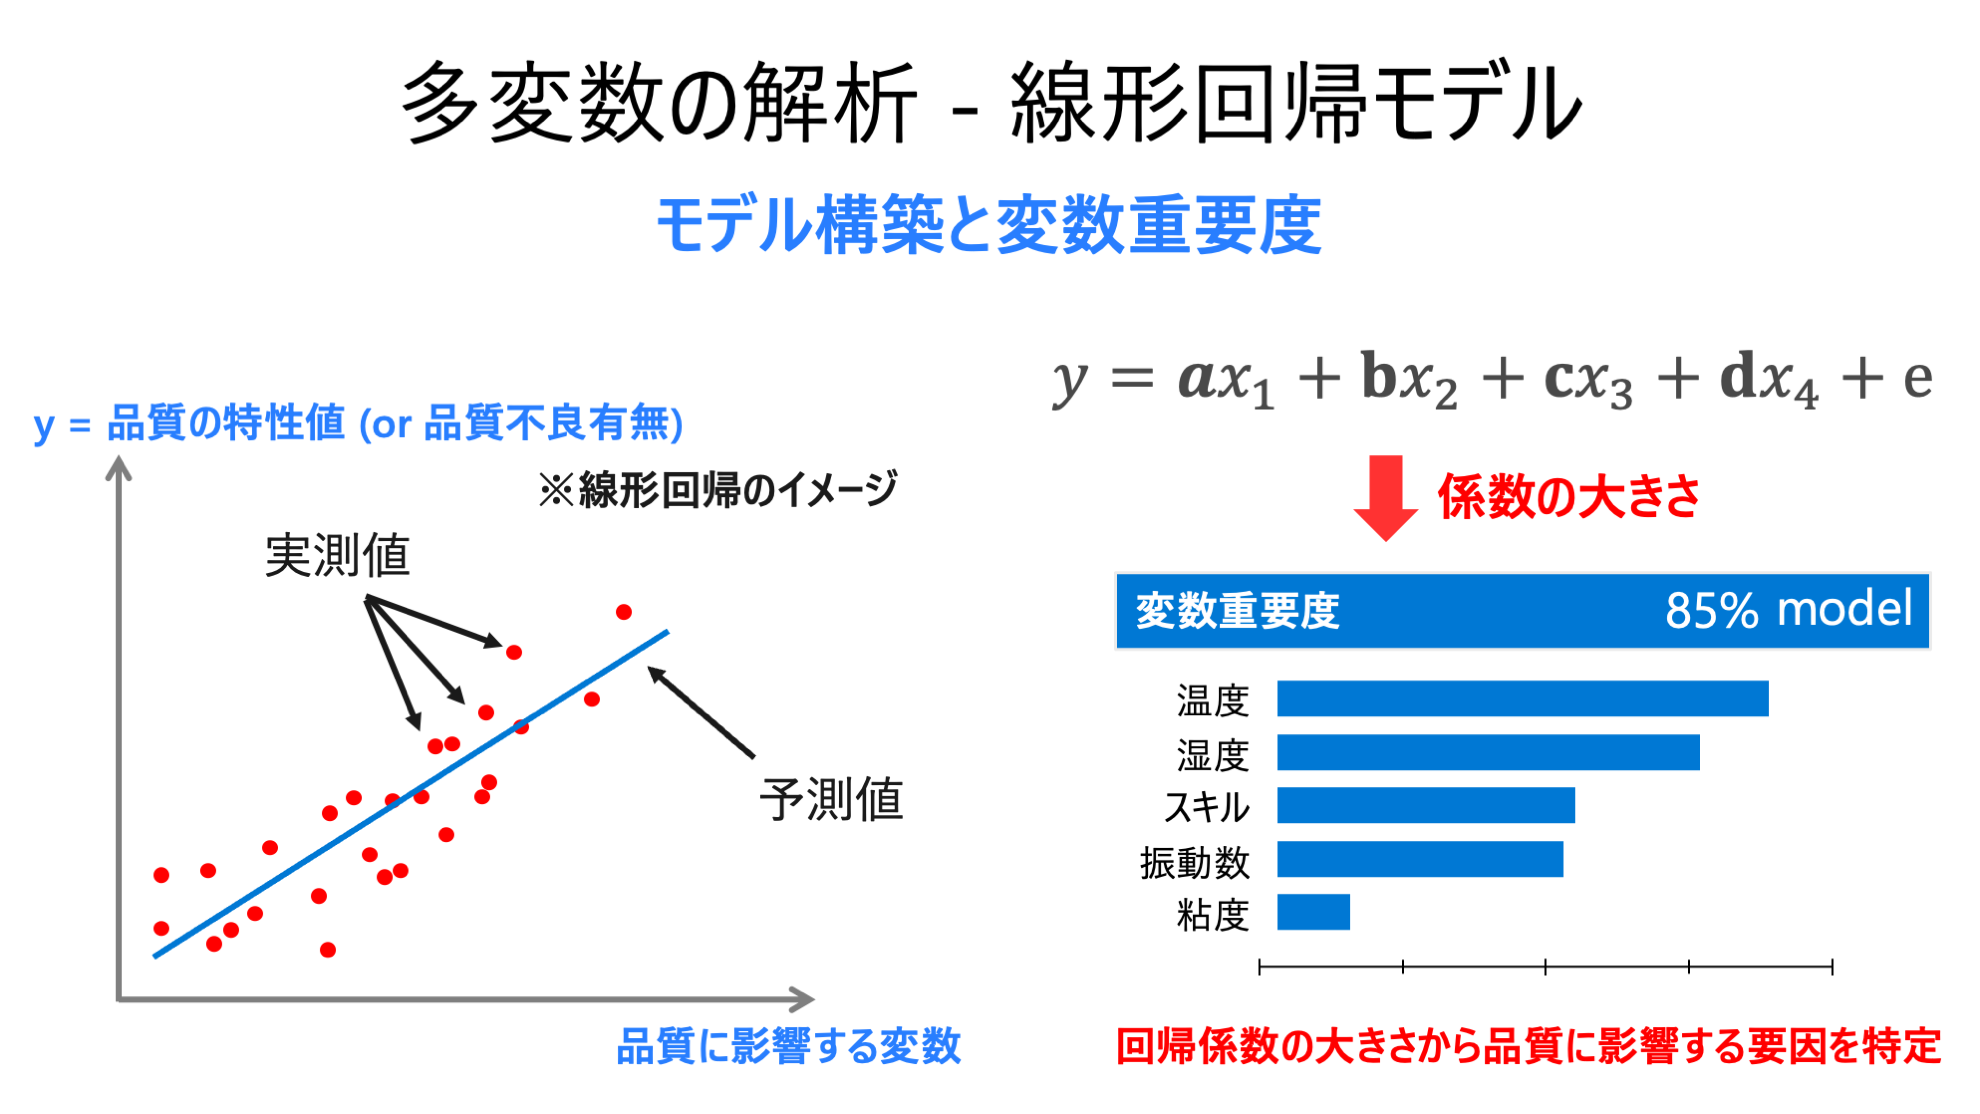 多変数の解析 - 線形回帰モデル
モデル構築と変数重要度
y = 品質の特性値 (or 品質不良有無)
※線形回帰のイメージ
実測値
予測値
品質に影響する変数
y = ax₁ + bx₂ + cx₃ + dx₄ + e
係数の大きさ
変数重要度 85% model
温度
湿度
スキル
振動数
粘度
回帰係数の大きさから品質に影響する要因を特定